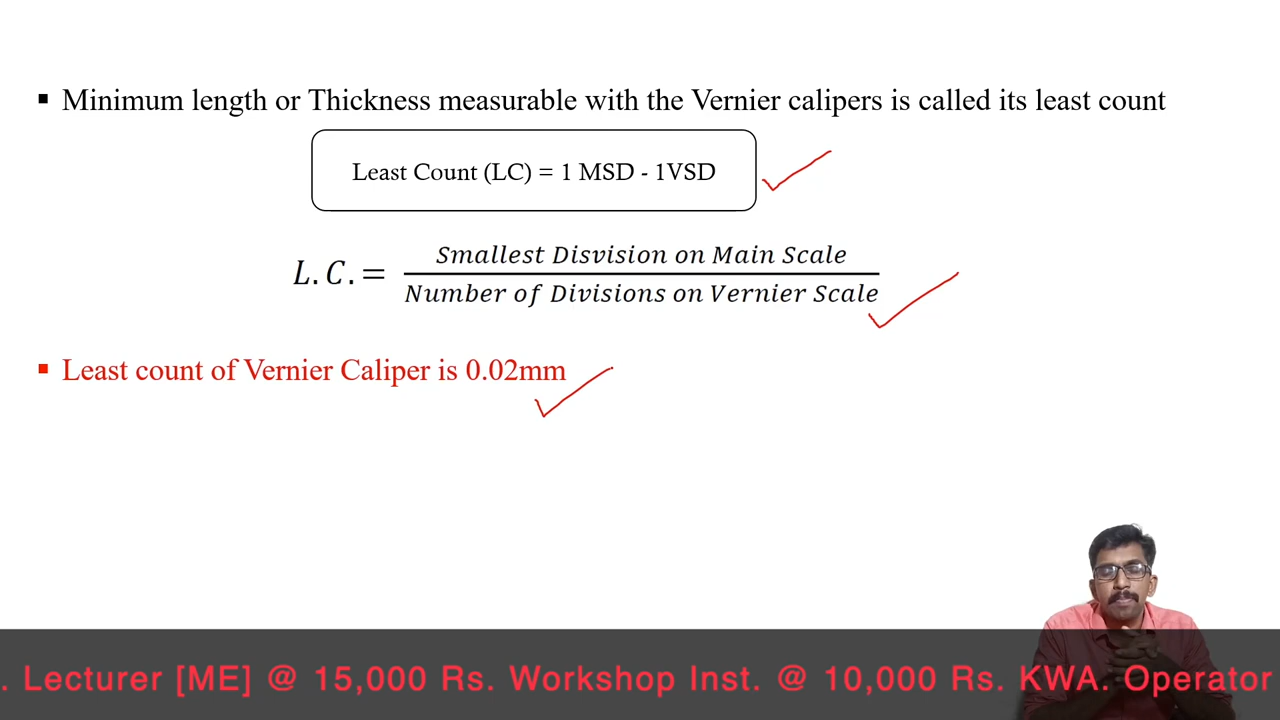 ▪ Minimum length or Thickness measurable with the Vernier calipers is called its least count
Least Count (LC) = 1 MSD - 1VSD
L.C.= Smallest Disvision on Main Scale
Number of Divisions on Vernier Scale
▪ Least count of Vernier Caliper is 0.02mm
. Lecturer [ME] @ 15,000 Rs. Workshop Inst. @ 10,000 Rs. KWA. Operator